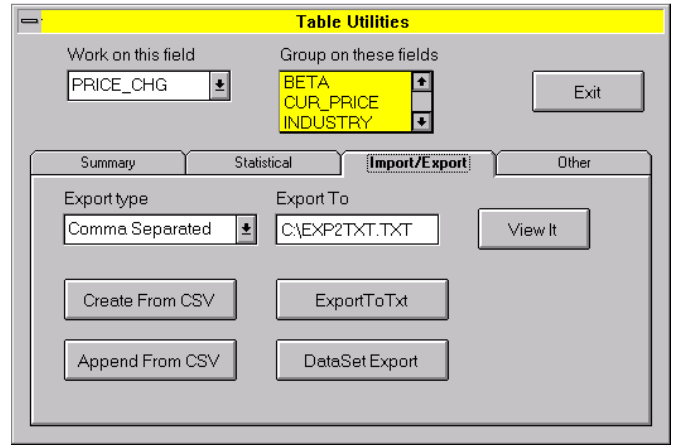 Table Utilities
Work on this field
Group on these fields
PRICE_CHG
BETA
CUR_PRICE
INDUSTRY
Exit
Summary
Statistical
Import/Export
Other
Export type
Export To
Comma Separated
C:\EXP2TXT.TXT
View It
Create From CSV
ExportToTxt
Append From CSV
DataSet Export